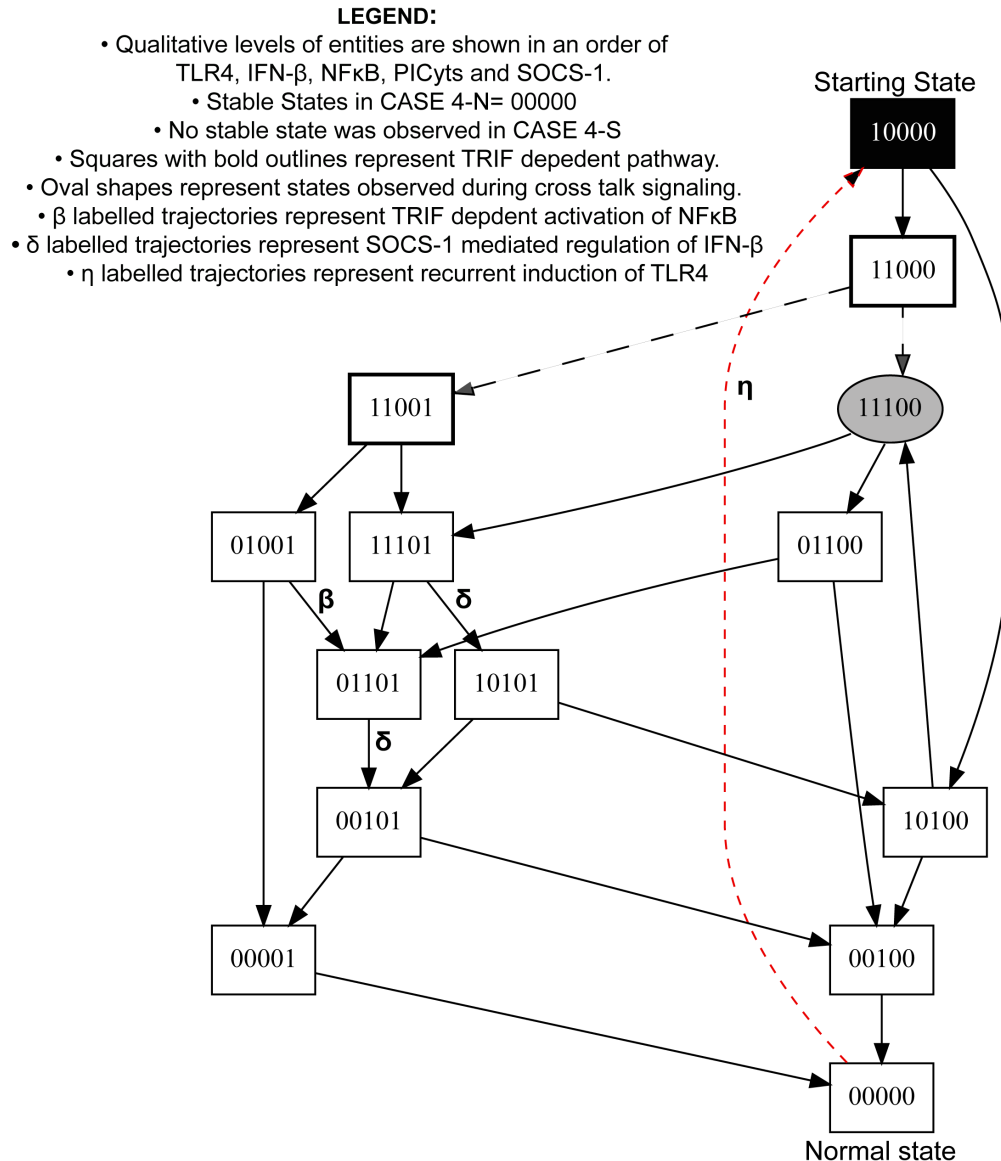 LEGEND:
• Qualitative levels of entities are shown in an order of
TLR4, IFN-β, NFκB, PICyts and SOCS-1.
• Stable States in CASE 4-N= 00000
• No stable state was observed in CASE 4-S
• Squares with bold outlines represent TRIF depedent pathway.
• Oval shapes represent states observed during cross talk signaling.
• β labelled trajectories represent TRIF depdent activation of NFκB
• δ labelled trajectories represent SOCS-1 mediated regulation of IFN-β
• η labelled trajectories represent recurrent induction of TLR4
Starting State
10000
11000
η
11001
11100
01001
11101
01100
β
δ
01101
10101
δ
00101
10100
00001
00100
00000
Normal state